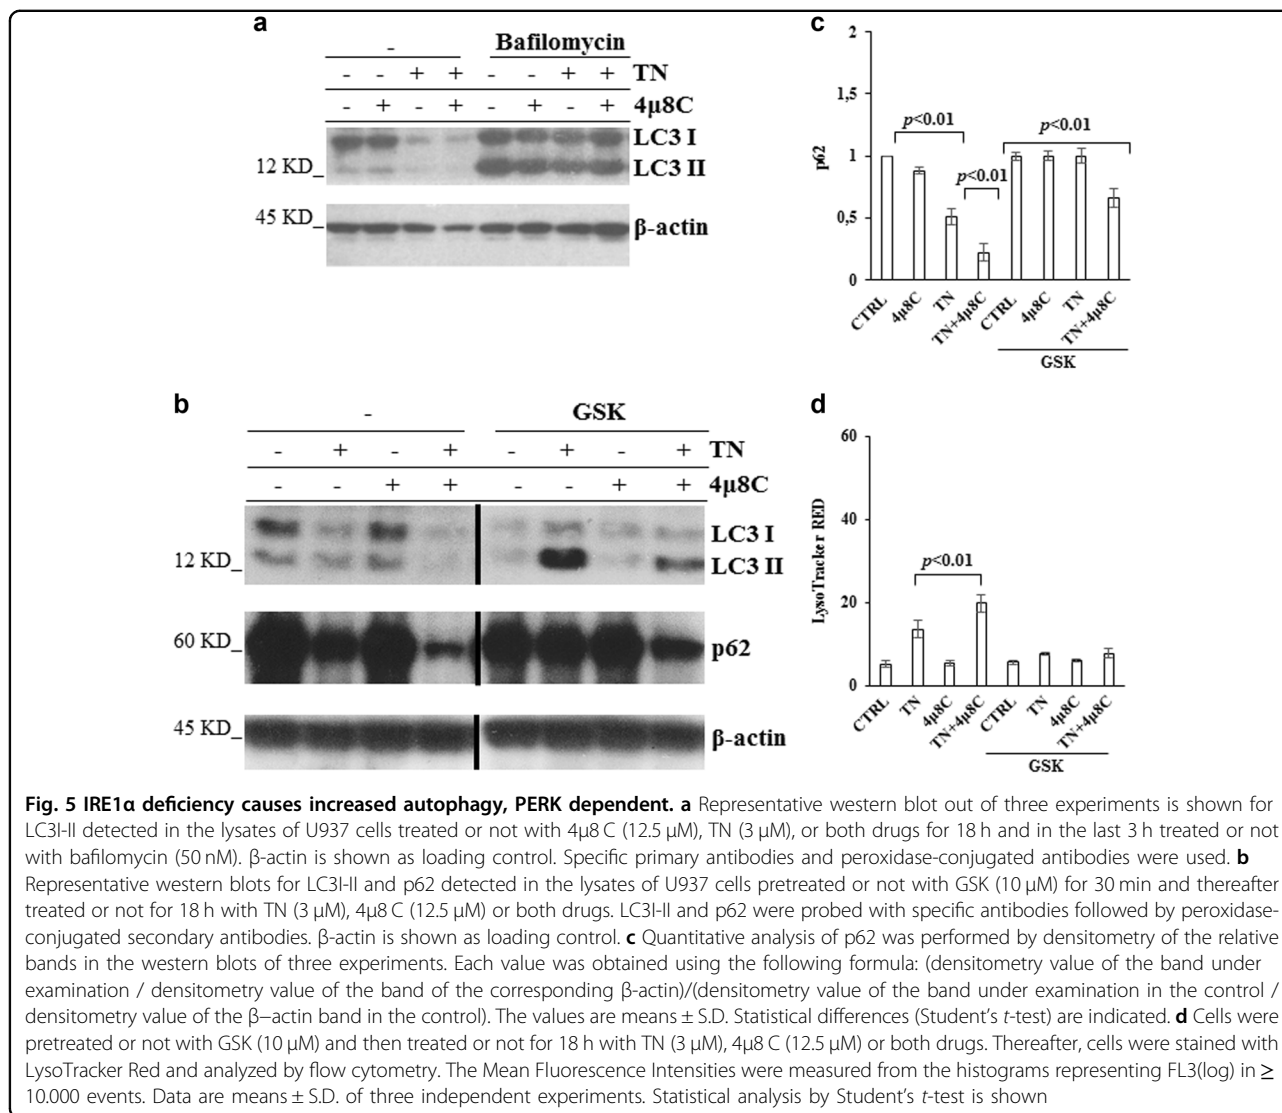 a
- Bafilomycin
- - + + - - + + TN
- + - + - + - + 4µ8C
LC3 I
12 KD_ LC3 II
45 KD_ β-actin
c
2
1,5
1
0,5
0
p62
p<0.01
p<0.01
p<0.01
CTRL 4µ8C TN TN+4µ8C CTRL 4µ8C TN TN+4µ8C
GSK
b
- GSK
- + - + - + - + TN
- - + + - - + + 4µ8C
LC3 I
12 KD_ LC3 II
60 KD_ p62
45 KD_ β-actin
d
60
40
20
0
LysoTracker RED
p<0.01
CTRL TN 4µ8C TN+4µ8C CTRL TN 4µ8C TN+4µ8C
GSK
Fig. 5 IRE1α deficiency causes increased autophagy, PERK dependent. a Representative western blot out of three experiments is shown for
LC3I-II detected in the lysates of U937 cells treated or not with 4µ8 C (12.5 µM), TN (3 µM), or both drugs for 18 h and in the last 3 h treated or not
with bafilomycin (50 nM). β-actin is shown as loading control. Specific primary antibodies and peroxidase-conjugated antibodies were used. b
Representative western blots for LC3I-II and p62 detected in the lysates of U937 cells pretreated or not with GSK (10 µM) for 30 min and thereafter
treated or not for 18 h with TN (3 µM), 4µ8 C (12.5 µM) or both drugs. LC3I-II and p62 were probed with specific antibodies followed by peroxidase-
conjugated secondary antibodies. β-actin is shown as loading control. c Quantitative analysis of p62 was performed by densitometry of the relative
bands in the western blots of three experiments. Each value was obtained using the following formula: (densitometry value of the band under
examination / densitometry value of the band of the corresponding β-actin)/(densitometry value of the band under examination in the control /
densitometry value of the β–actin band in the control). The values are means ± S.D. Statistical differences (Student's t-test) are indicated. d Cells were
pretreated or not with GSK (10 µM) and then treated or not for 18 h with TN (3 µM), 4µ8 C (12.5 µM) or both drugs. Thereafter, cells were stained with
LysoTracker Red and analyzed by flow cytometry. The Mean Fluorescence Intensities were measured from the histograms representing FL3(log) in ≥
10.000 events. Data are means ± S.D. of three independent experiments. Statistical analysis by Student's t-test is shown